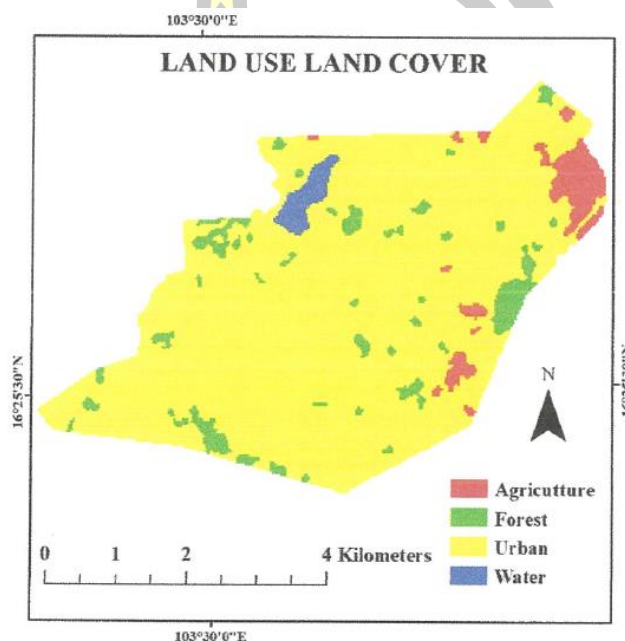 103°30'0"E
LAND USE LAND COVER
16°25'30"N
N
Agricutture
Forest
Urban
Water
0 1 2 4 Kilometers
103°30'0"E